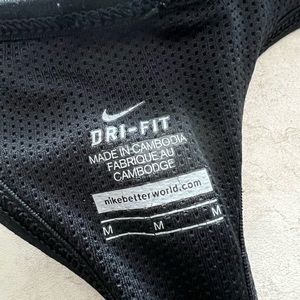 DRI-FIT
MADE IN CAMBODIA
FABRIQUE AU
CAMBODGE
nikebetterworld.com
M M M